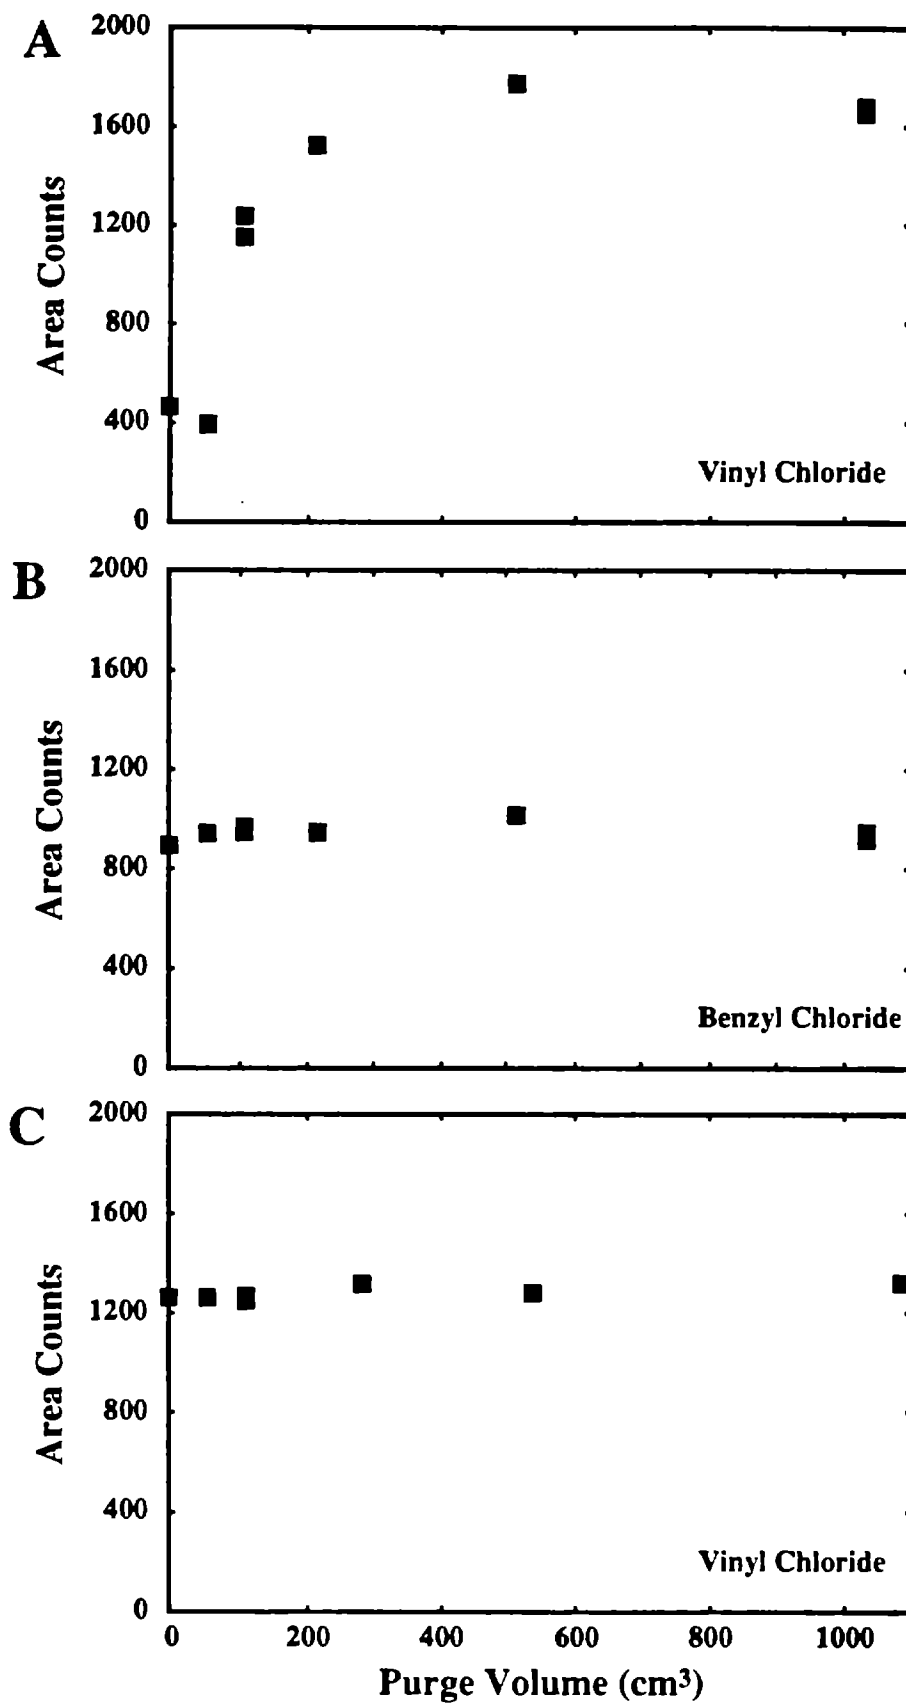 A
2000
1600
1200
800
400
0
Area Counts
Vinyl Chloride
B
2000
1600
1200
800
400
0
Area Counts
Benzyl Chloride
C
2000
1600
1200
800
400
0
Area Counts
Vinyl Chloride
0 200 400 600 800 1000
Purge Volume (cm³)